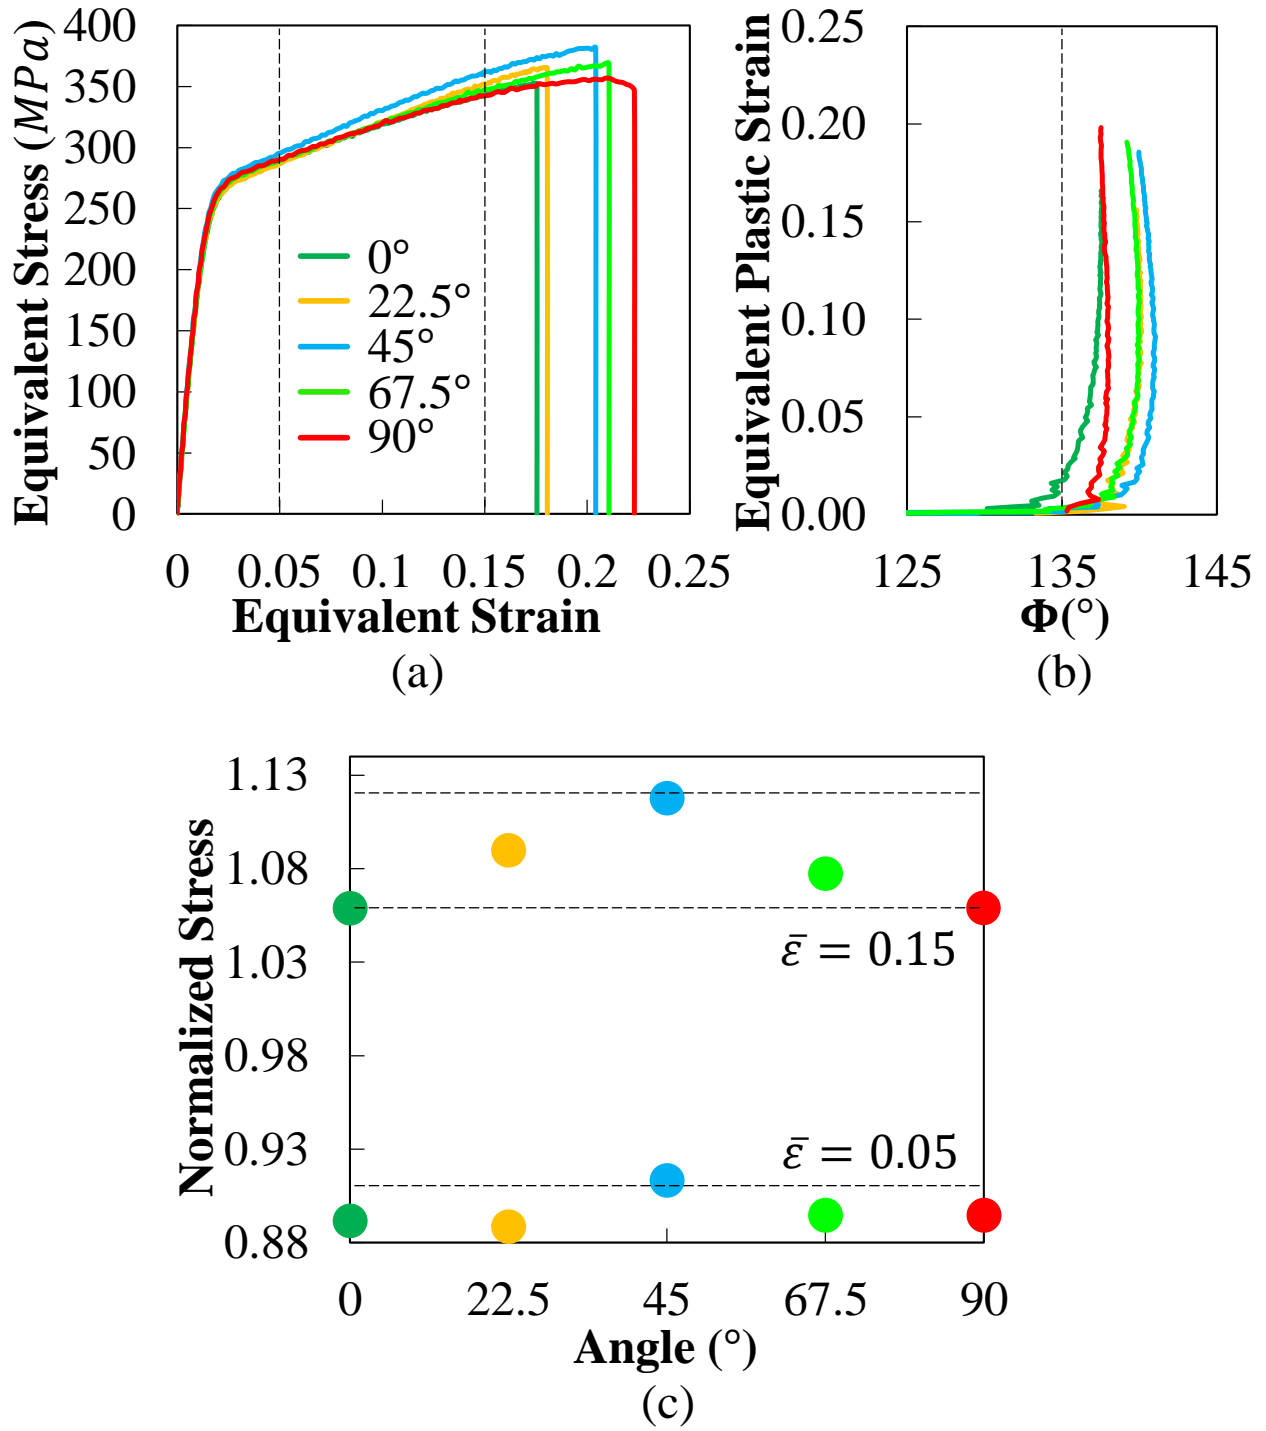 Equivalent Stress (MPa)
400
350
300
250
200
150
100
50
0
0°
22.5°
45°
67.5°
90°
0 0.05 0.1 0.15 0.2 0.25
Equivalent Strain
(a)
Equivalent Plastic Strain
0.25
0.20
0.15
0.10
0.05
0.00
125 135 145
Φ(°)
(b)
Normalized Stress
1.13
1.08
1.03
0.98
0.93
0.88
ε̄ = 0.15
ε̄ = 0.05
0 22.5 45 67.5 90
Angle (°)
(c)